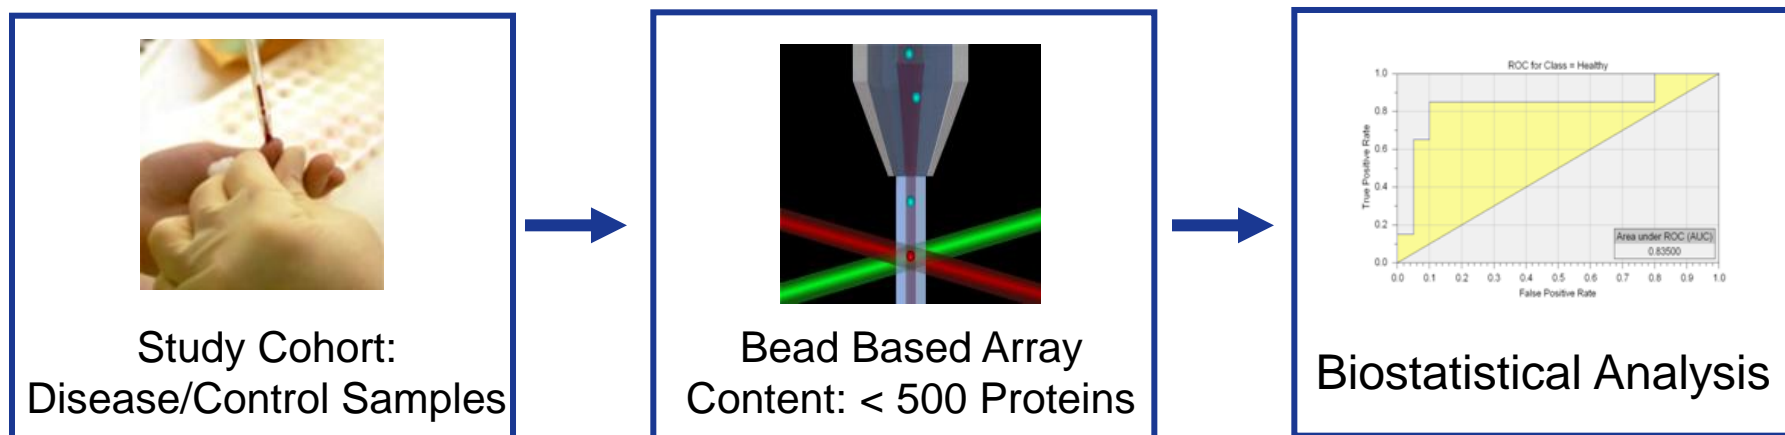 Study Cohort:
Disease/Control Samples
Bead Based Array
Content: < 500 Proteins
ROC for Class = Healthy
True Positive Rate
1.0
0.8
0.6
0.4
0.2
0.0
Area under ROC (AUC)
0.83500
0.0 0.1 0.2 0.3 0.4 0.5 0.6 0.7 0.8 0.9 1.0
False Positive Rate
Biostatistical Analysis